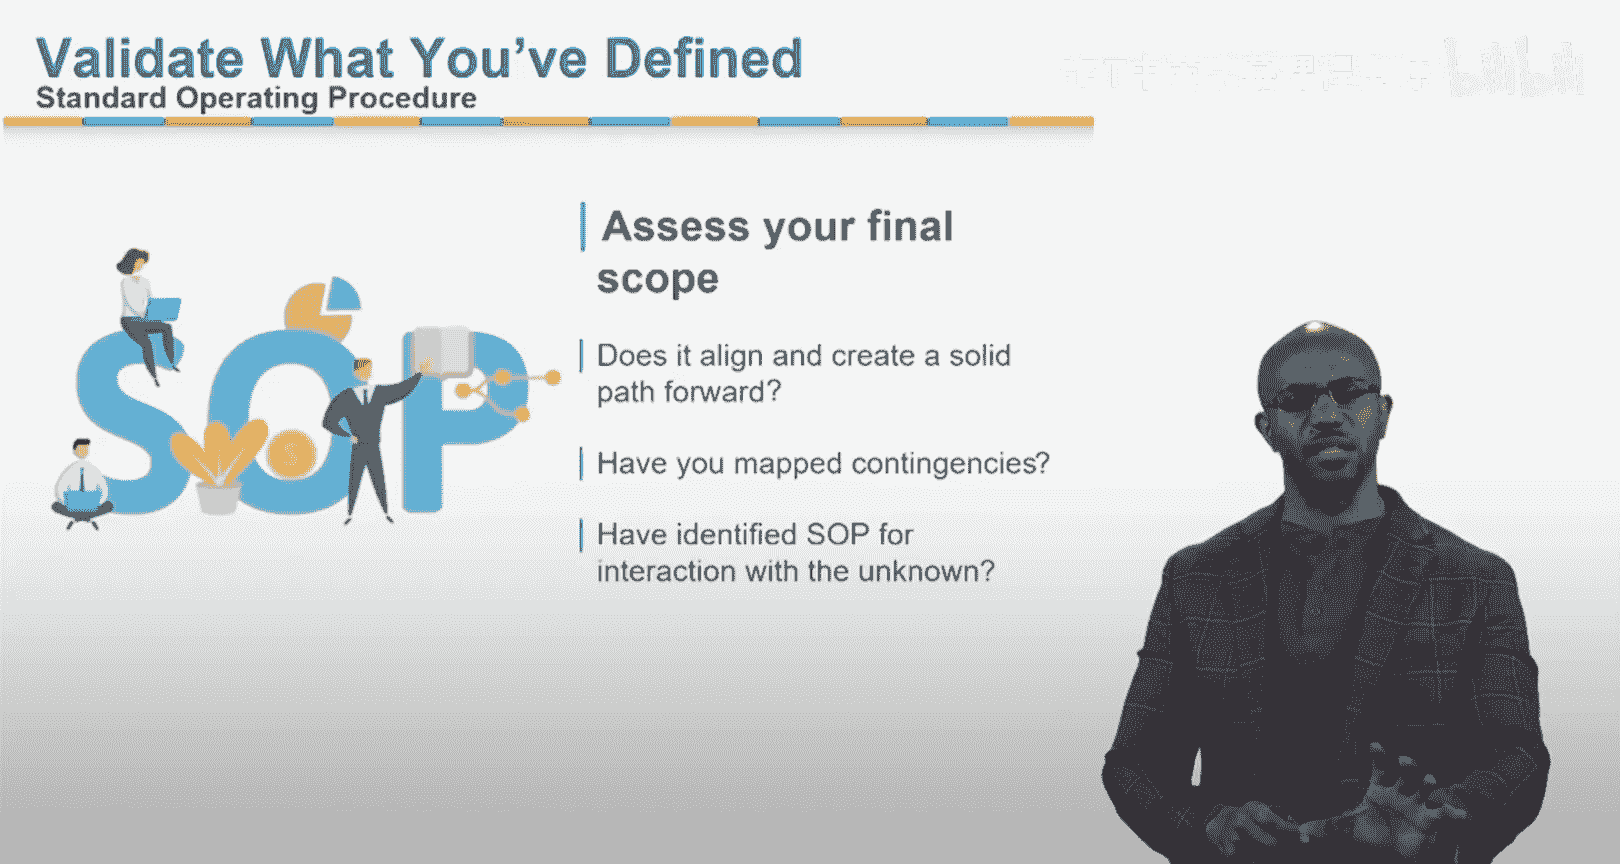 Validate What You've Defined
Standard Operating Procedure
Assess your final
scope
Does it align and create a solid
path forward?
Have you mapped contingencies?
Have identified SOP for
interaction with the unknown?
SOP
$
bilibili